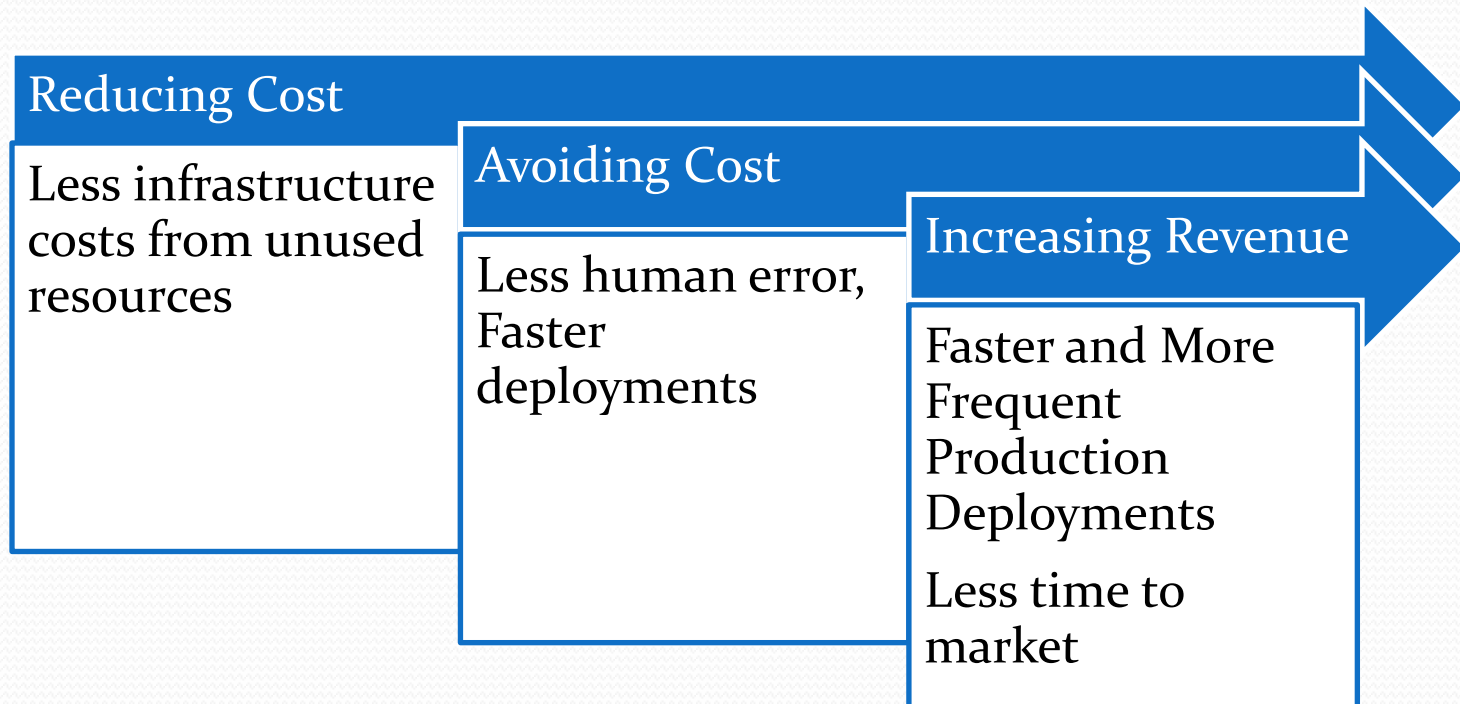 Reducing Cost
Less infrastructure
costs from unused
resources
Avoiding Cost
Less human error,
Faster
deployments
Increasing Revenue
Faster and More
Frequent
Production
Deployments
Less time to
market